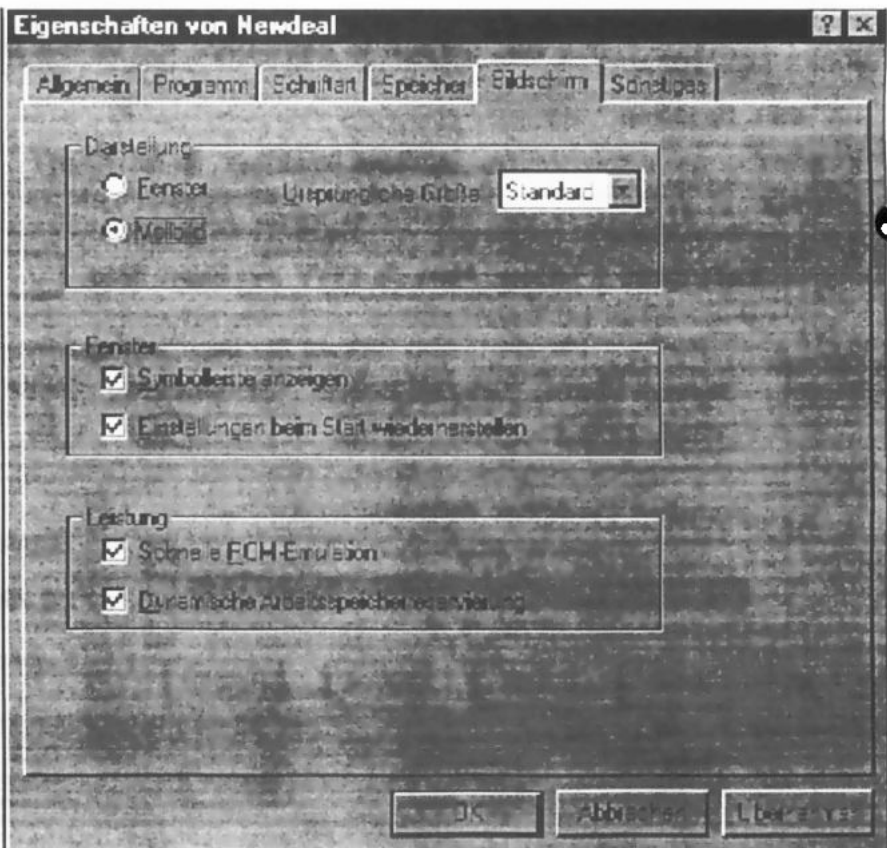 Eigenschaften von Newdeal
Allgemein Programm Schriftart Speicher Bildschirm Sonstiges
Darstellung
Fenster Ursprüngliche Größe Standard
Vollbild
Fenster
Symbolleiste anzeigen
Einstellungen beim Start wiederherstellen
Leistung
Schnelle ROM-Emulation
Dynamische Arbeitsspeicherreservierung
OK Abbrechen Übernehmen